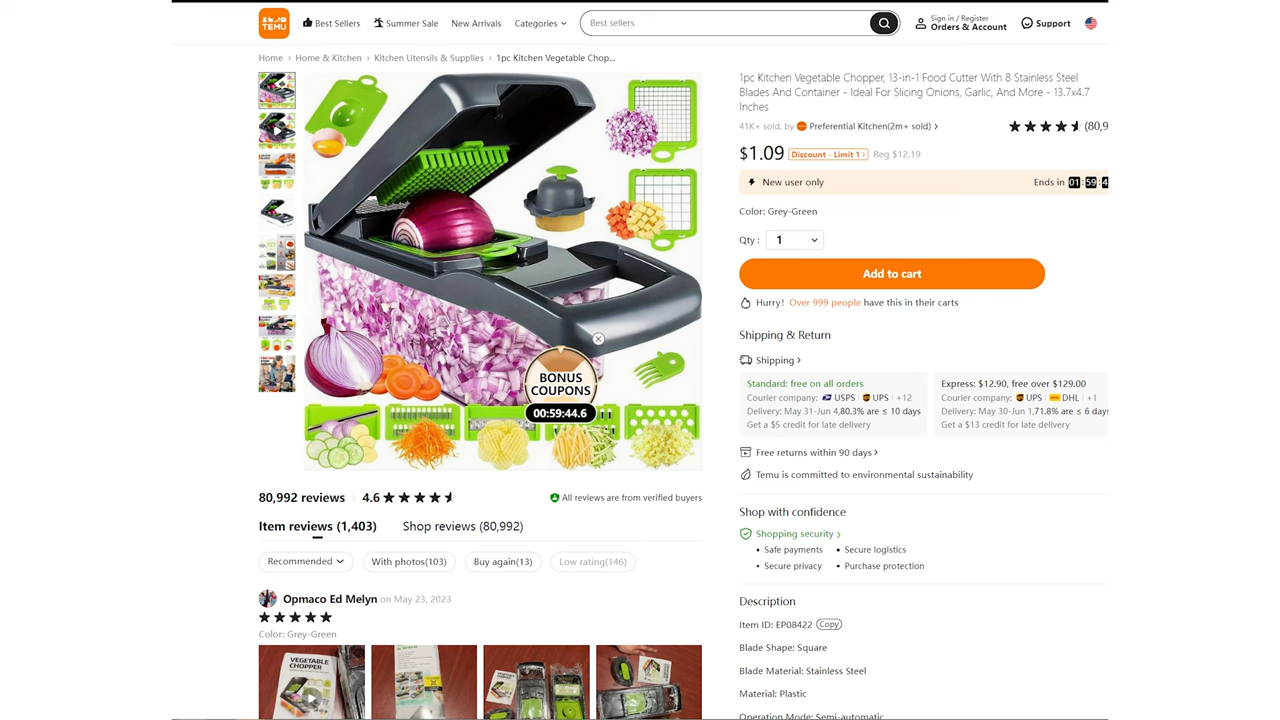 TEMU
Best Sellers
Summer Sale
New Arrivals
Categories
Best sellers
Sign in / Register
Orders & Account
Support
Home › Home & Kitchen › Kitchen Utensils & Supplies › 1pc Kitchen Vegetable Chop...
1pc Kitchen Vegetable Chopper, 13-in-1 Food Cutter With 8 Stainless Steel
Blades And Container - Ideal For Slicing Onions, Garlic, And More - 13.7x4.7
Inches
41K+ sold, by Preferential Kitchen(2m+ sold) › (80,9
$1.09 Discount - Limit 1 › Reg $12.19
New user only Ends in 01:59:4
Color: Grey-Green
Qty : 1
Add to cart
Hurry! Over 999 people have this in their carts
Shipping & Return
Shipping ›
Standard: free on all orders
Courier company: USPS | UPS | +12
Delivery: May 31-Jun 4,80.3% are ≤ 10 days
Get a $5 credit for late delivery
Express: $12.90, free over $129.00
Courier company: UPS | DHL | +1
Delivery: May 30-Jun 1,71.8% are ≤ 6 days
Get a $13 credit for late delivery
Free returns within 90 days ›
Temu is committed to environmental sustainability
BONUS
COUPONS
00:59:44.6
80,992 reviews 4.6
All reviews are from verified buyers
Item reviews (1,403) Shop reviews (80,992)
Recommended With photos(103) Buy again(13) Low rating(146)
Opmaco Ed Melyn on May 23, 2023
Color: Grey-Green
VEGETABLE
CHOPPER
Shop with confidence
Shopping security ›
• Safe payments • Secure logistics
• Secure privacy • Purchase protection
Description
Item ID: EP08422 Copy
Blade Shape: Square
Blade Material: Stainless Steel
Material: Plastic
Operation Mode: Semi-automatic